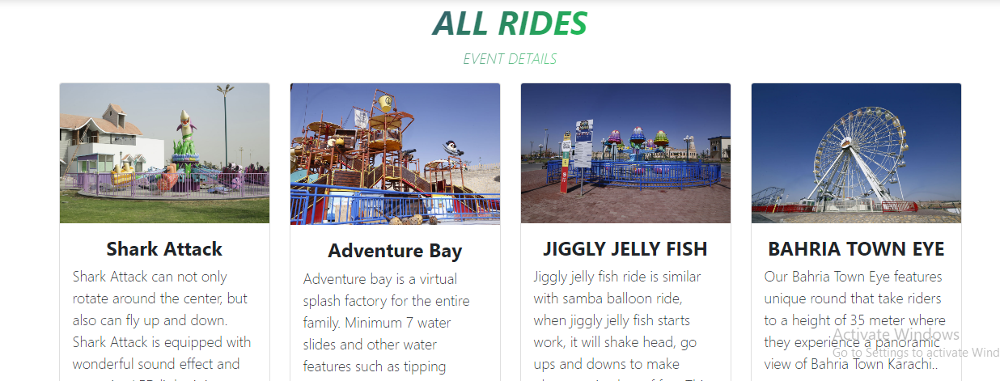 ALL RIDES
EVENT DETAILS
Shark Attack
Shark Attack can not only
rotate around the center, but
also can fly up and down.
Shark Attack is equipped with
wonderful sound effect and
Adventure Bay
Adventure bay is a virtual
splash factory for the entire
family. Minimum 7 water
slides and other water
features such as tipping
JIGGLY JELLY FISH
Jiggly jelly fish ride is similar
with samba balloon ride,
when jiggly jelly fish starts
work, it will shake head, go
ups and downs to make
BAHRIA TOWN EYE
Our Bahria Town Eye features
unique round that take riders
to a height of 35 meter where
they experience a panoramic
view of Bahria Town Karachi..
Activate Windows
Go to Settings to activate Wind